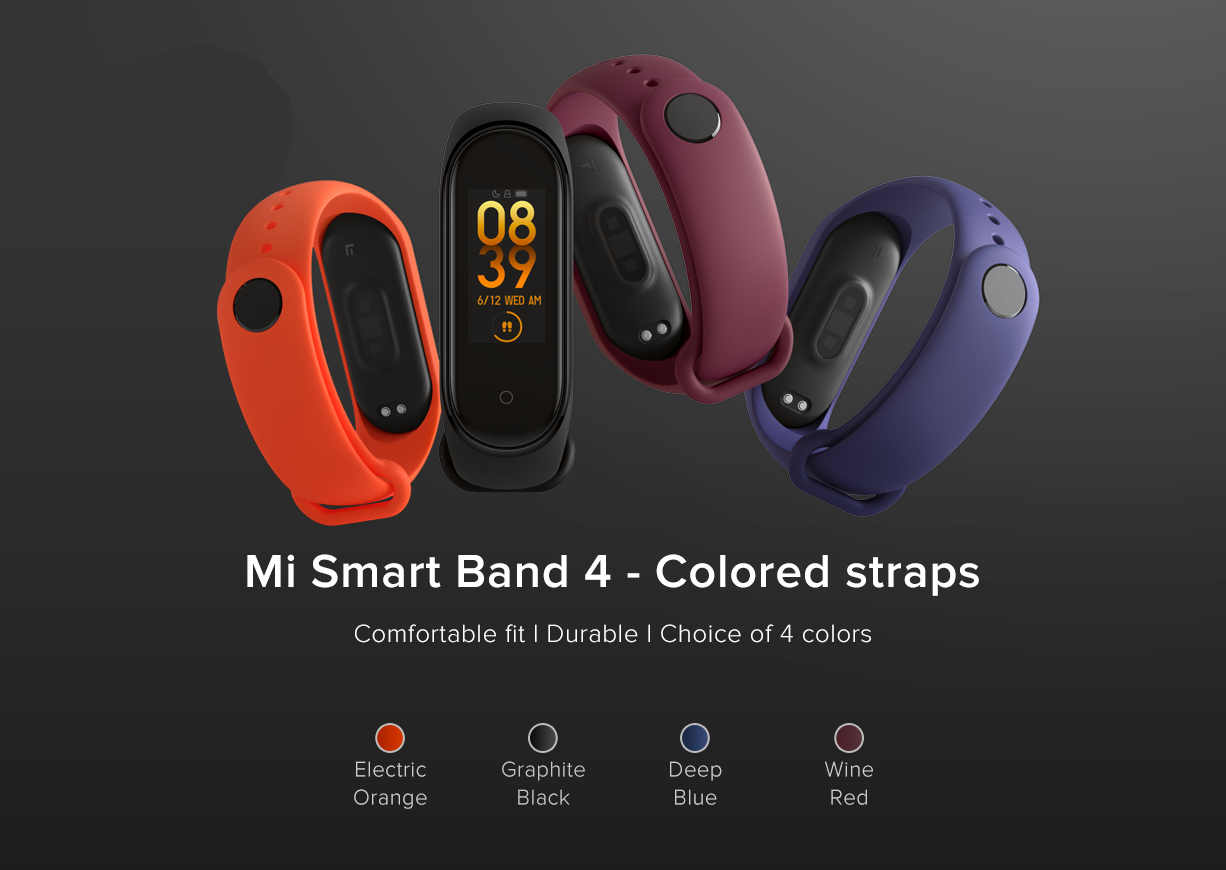 08
39
6/12 WED AM
Mi Smart Band 4 - Colored straps
Comfortable fit I Durable I Choice of 4 colors
Electric
Orange
Graphite
Black
Deep
Blue
Wine
Red